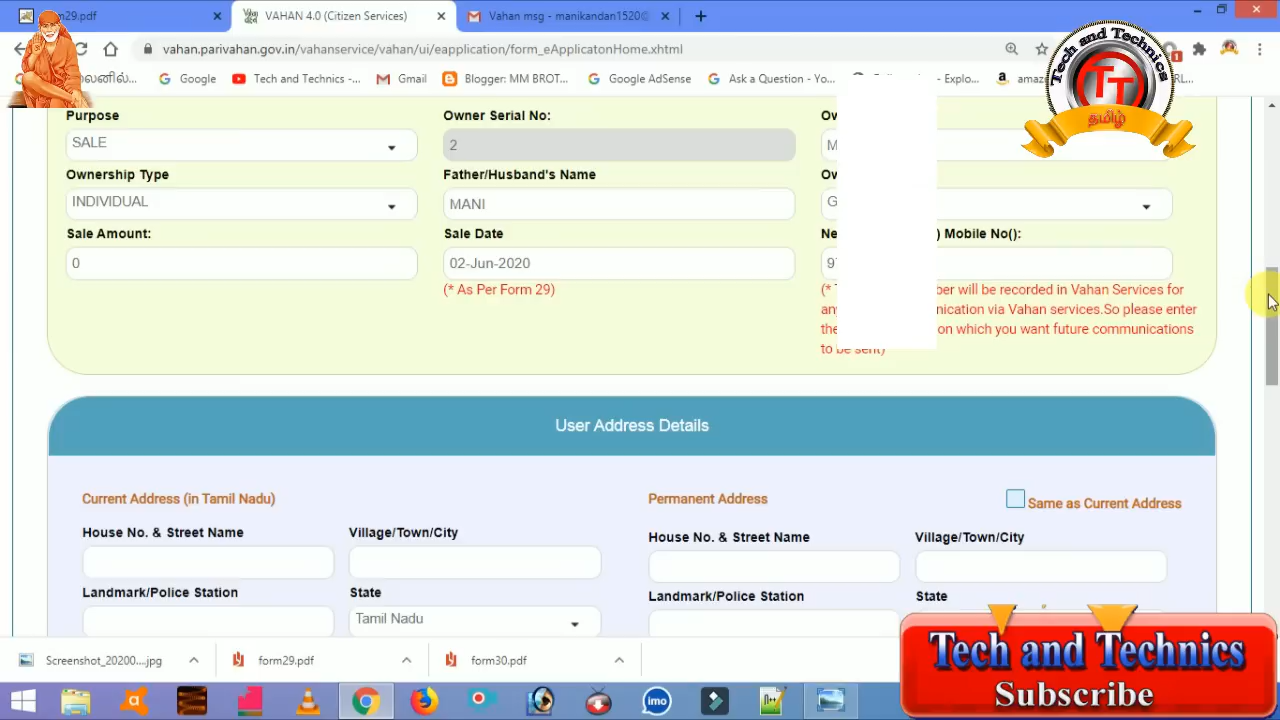 29.pdf
VAHAN 4.0 (Citizen Services)
Vahan msg - manikandan1520@
vahan.parivahan.gov.in/vahanservice/vahan/ui/eapplication/form_eApplicatonHome.xhtml
Google
Tech and Technics -...
Gmail
Blogger: MM BROT...
Google AdSense
Ask a Question - Yo...
Explo...
Tech and Technics
TT
தமிழ்
Purpose
Owner Serial No:
SALE
2
Ownership Type
Father/Husband's Name
INDIVIDUAL
MANI
Sale Amount:
Sale Date
Mobile No():
0
02-Jun-2020
(* As Per Form 29)
will be recorded in Vahan Services for
via Vahan services.So please enter
on which you want future communications
to be sent)
User Address Details
Current Address (in Tamil Nadu)
Permanent Address
Same as Current Address
House No. & Street Name
Village/Town/City
House No. & Street Name
Village/Town/City
Landmark/Police Station
State
Landmark/Police Station
State
Tamil Nadu
Screenshot_20200....jpg
form29.pdf
form30.pdf
Tech and Technics
Subscribe
imo